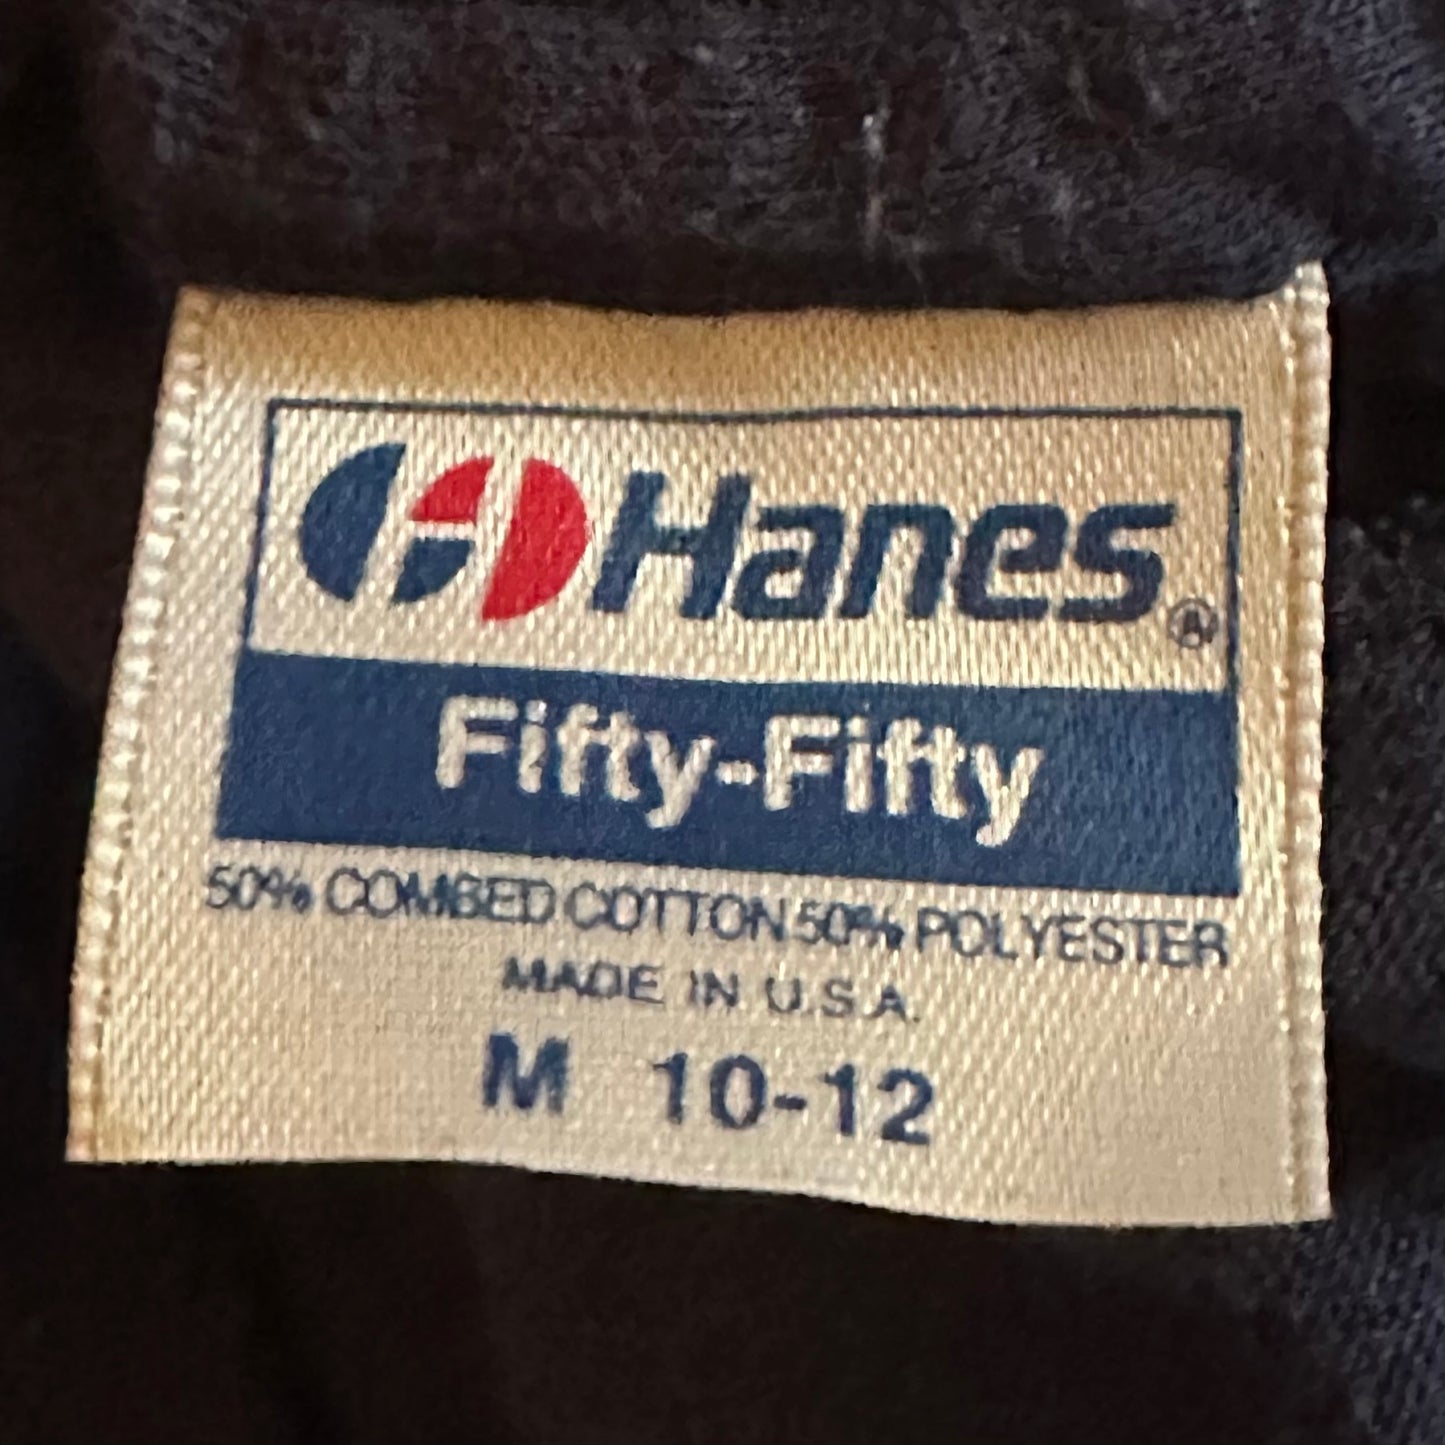 Hanes®
Fifty-Fifty
50% COMBED COTTON 50% POLYESTER
MADE IN U.S.A.
M 10-12